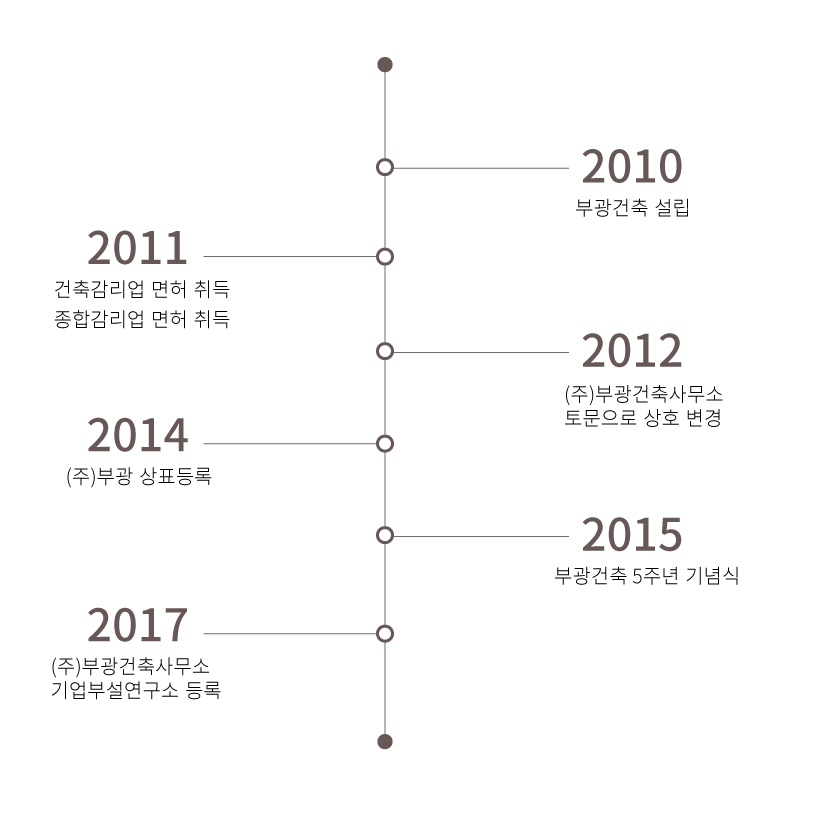 2010
부광건축 설립
2011
건축감리업 면허 취득
종합감리업 면허 취득
2012
(주)부광건축사무소
토문으로 상호 변경
2014
(주)부광 상표등록
2015
부광건축 5주년 기념식
2017
(주)부광건축사무소
기업부설연구소 등록